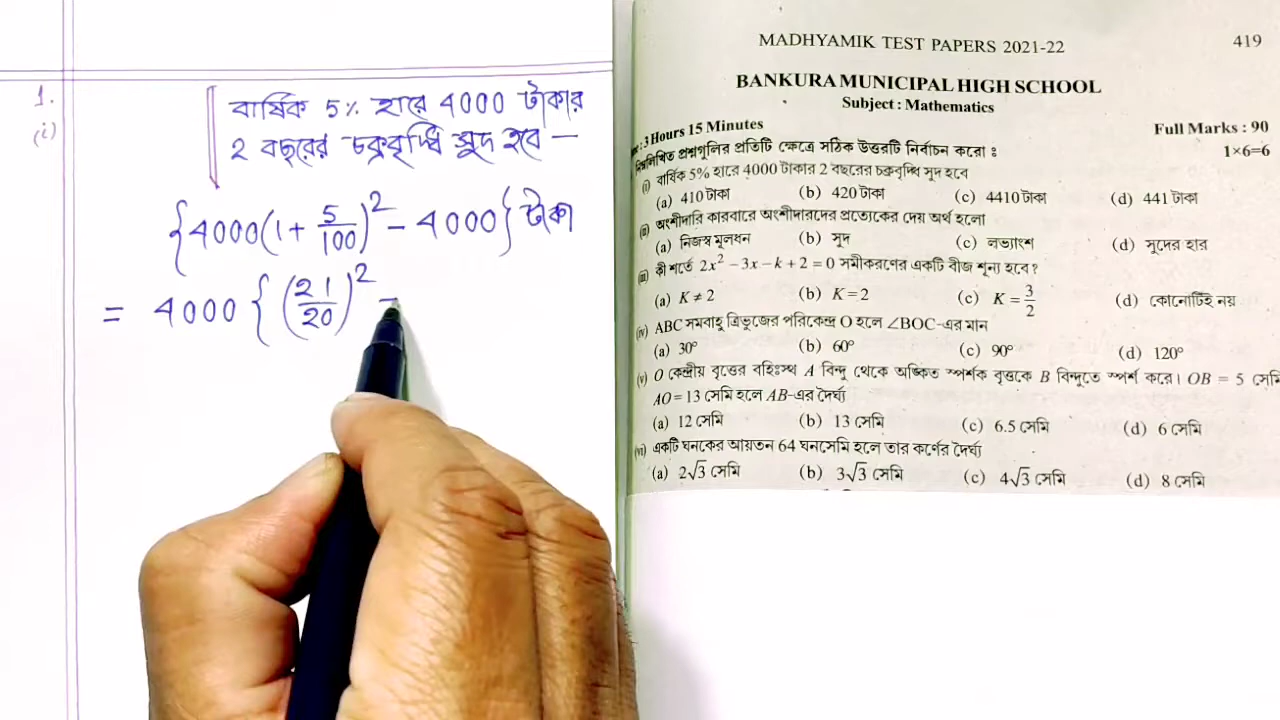 1.
(i)
বার্ষিক 5% হারে 4000 টাকার
2 বছরের চক্রবৃদ্ধি সুদ হবে —
{4000(1 + 5/100)² − 4000} টাকা
= 4000 { (21/20)² −
MADHYAMIK TEST PAPERS 2021-22 419
BANKURA MUNICIPAL HIGH SCHOOL
Subject : Mathematics
: 3 Hours 15 Minutes Full Marks : 90
নিম্নলিখিত প্রশ্নগুলির প্রতিটি ক্ষেত্রে সঠিক উত্তরটি নির্বাচন করো ঃ 1×6=6
(i) বার্ষিক 5% হারে 4000 টাকার 2 বছরের চক্রবৃদ্ধি সুদ হবে
(a) 410 টাকা (b) 420 টাকা (c) 4410 টাকা (d) 441 টাকা
(ii) অংশীদারি কারবারে অংশীদারদের প্রত্যেকের দেয় অর্থ হলো
(a) নিজস্ব মূলধন (b) সুদ (c) লভ্যাংশ (d) সুদের হার
(iii) কী শর্তে 2x² − 3x − k + 2 = 0 সমীকরণের একটি বীজ শূন্য হবে?
(a) K ≠ 2 (b) K = 2 (c) K = 3/2 (d) কোনোটিই নয়
(iv) ABC সমবাহু ত্রিভুজের পরিকেন্দ্র O হলে ∠BOC-এর মান
(a) 30° (b) 60° (c) 90° (d) 120°
(v) O কেন্দ্রীয় বৃত্তের বহিঃস্থ A বিন্দু থেকে অঙ্কিত স্পর্শক বৃত্তকে B বিন্দুতে স্পর্শ করে। OB = 5 সেমি
AO = 13 সেমি হলে AB-এর দৈর্ঘ্য
(a) 12 সেমি (b) 13 সেমি (c) 6.5 সেমি (d) 6 সেমি
(vi) একটি ঘনকের আয়তন 64 ঘনসেমি হলে তার কর্ণের দৈর্ঘ্য
(a) 2√3 সেমি (b) 3√3 সেমি (c) 4√3 সেমি (d) 8 সেমি